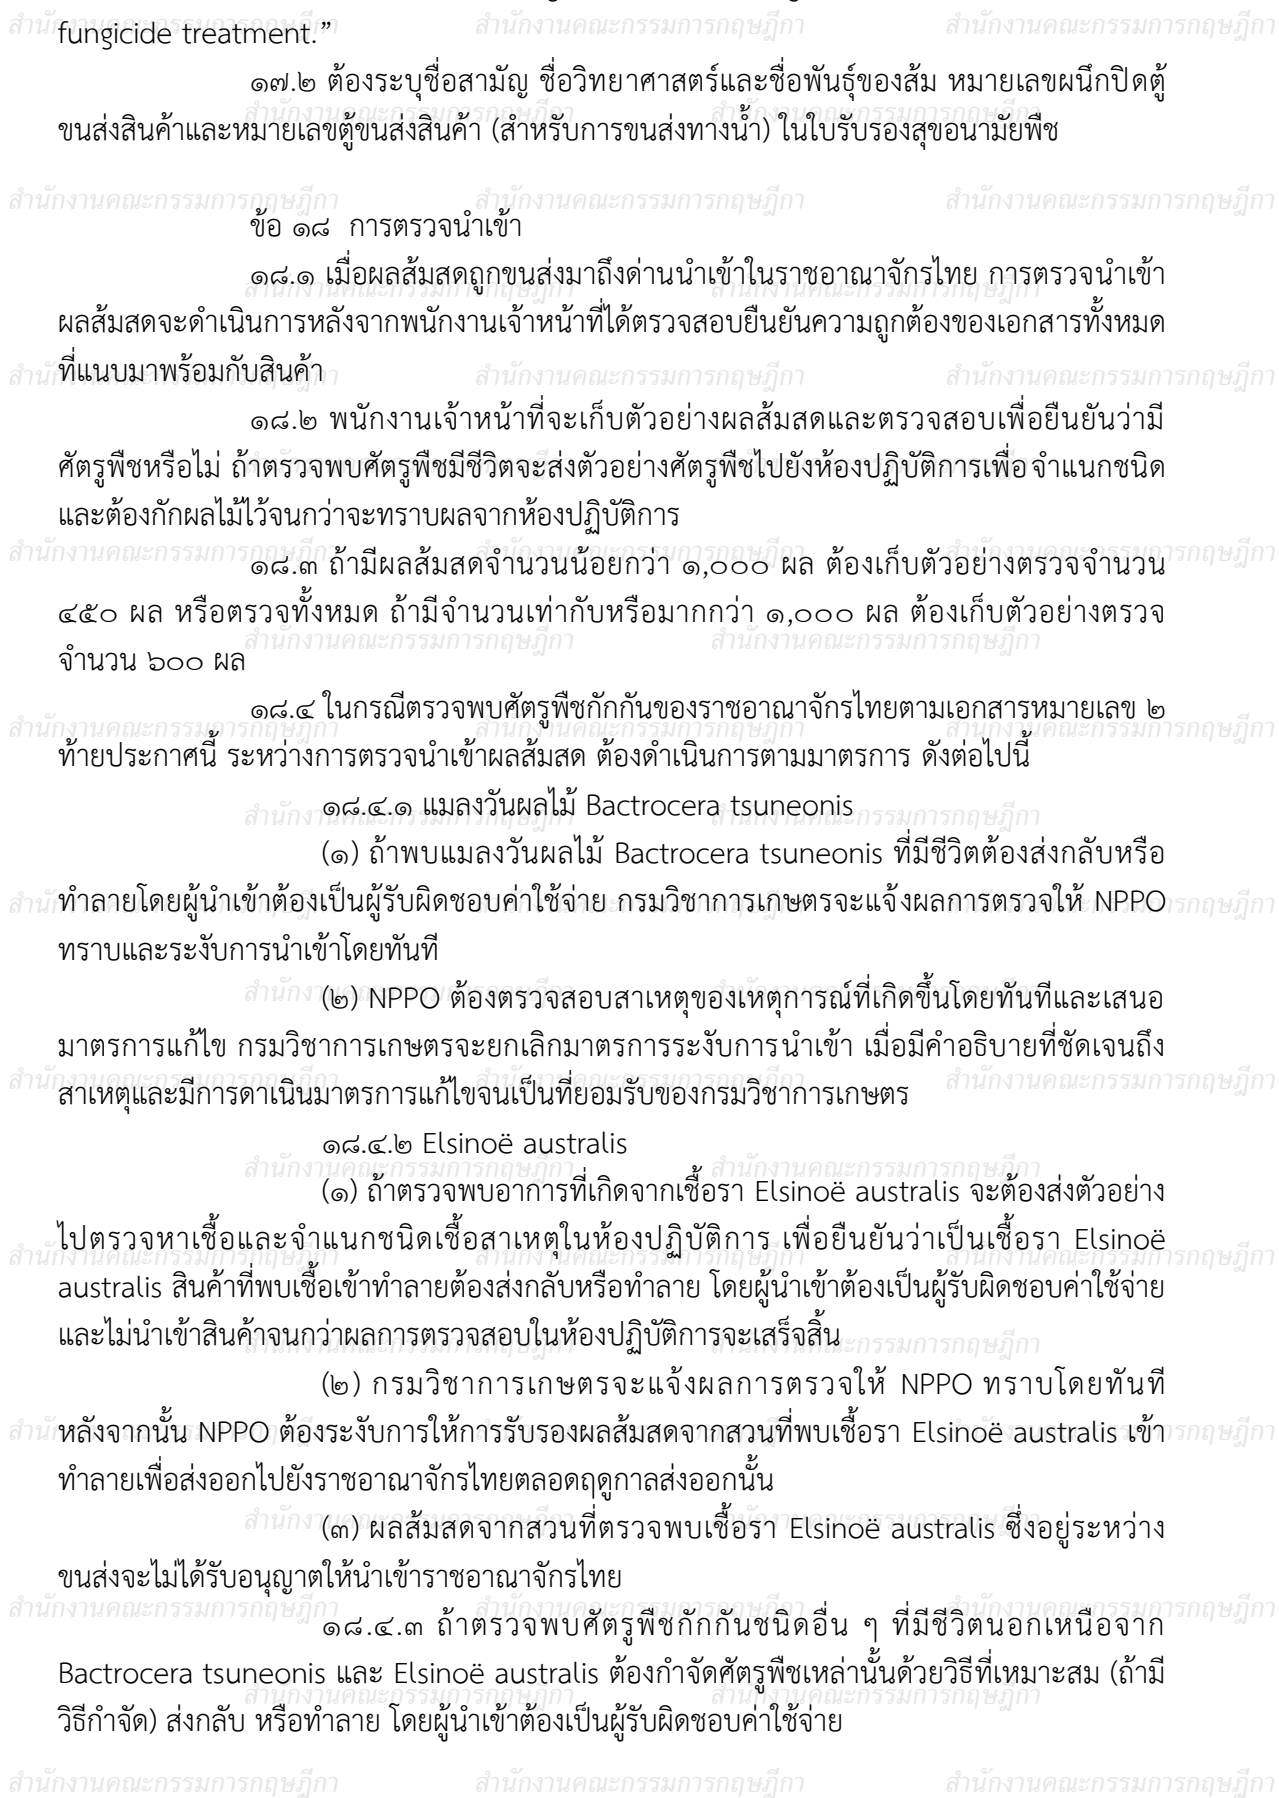 fungicide treatment.”
๑๗.๒ ต้องระบุชื่อสามัญ ชื่อวิทยาศาสตร์และชื่อพันธุ์ของส้ม หมายเลขผนึกปิดตู้
ขนส่งสินค้าและหมายเลขตู้ขนส่งสินค้า (สำหรับการขนส่งทางน้ำ) ในใบรับรองสุขอนามัยพืช
ข้อ ๑๘ การตรวจนำเข้า
๑๘.๑ เมื่อผลส้มสดถูกขนส่งมาถึงด่านนำเข้าในราชอาณาจักรไทย การตรวจนำเข้า
ผลส้มสดจะดำเนินการหลังจากพนักงานเจ้าหน้าที่ได้ตรวจสอบยืนยันความถูกต้องของเอกสารทั้งหมด
ที่แนบมาพร้อมกับสินค้า
๑๘.๒ พนักงานเจ้าหน้าที่จะเก็บตัวอย่างผลส้มสดและตรวจสอบเพื่อยืนยันว่ามี
ศัตรูพืชหรือไม่ ถ้าตรวจพบศัตรูพืชมีชีวิตจะส่งตัวอย่างศัตรูพืชไปยังห้องปฏิบัติการเพื่อจำแนกชนิด
และต้องกักผลไม้ไว้จนกว่าจะทราบผลจากห้องปฏิบัติการ
๑๘.๓ ถ้ามีผลส้มสดจำนวนน้อยกว่า ๑,๐๐๐ ผล ต้องเก็บตัวอย่างตรวจจำนวน
๔๕๐ ผล หรือตรวจทั้งหมด ถ้ามีจำนวนเท่ากับหรือมากกว่า ๑,๐๐๐ ผล ต้องเก็บตัวอย่างตรวจ
จำนวน ๖๐๐ ผล
๑๘.๔ ในกรณีตรวจพบศัตรูพืชกักกันของราชอาณาจักรไทยตามเอกสารหมายเลข ๒
ท้ายประกาศนี้ ระหว่างการตรวจนำเข้าผลส้มสด ต้องดำเนินการตามมาตรการ ดังต่อไปนี้
๑๘.๔.๑ แมลงวันผลไม้ Bactrocera tsuneonis
(๑) ถ้าพบแมลงวันผลไม้ Bactrocera tsuneonis ที่มีชีวิตต้องส่งกลับหรือ
ทำลายโดยผู้นำเข้าต้องเป็นผู้รับผิดชอบค่าใช้จ่าย กรมวิชาการเกษตรจะแจ้งผลการตรวจให้ NPPO
ทราบและระงับการนำเข้าโดยทันที
(๒) NPPO ต้องตรวจสอบสาเหตุของเหตุการณ์ที่เกิดขึ้นโดยทันทีและเสนอ
มาตรการแก้ไข กรมวิชาการเกษตรจะยกเลิกมาตรการระงับการนำเข้า เมื่อมีคำอธิบายที่ชัดเจนถึง
สาเหตุและมีการดาเนินมาตรการแก้ไขจนเป็นที่ยอมรับของกรมวิชาการเกษตร
๑๘.๔.๒ Elsinoë australis
(๑) ถ้าตรวจพบอาการที่เกิดจากเชื้อรา Elsinoë australis จะต้องส่งตัวอย่าง
ไปตรวจหาเชื้อและจำแนกชนิดเชื้อสาเหตุในห้องปฏิบัติการ เพื่อยืนยันว่าเป็นเชื้อรา Elsinoë
australis สินค้าที่พบเชื้อเข้าทำลายต้องส่งกลับหรือทำลาย โดยผู้นำเข้าต้องเป็นผู้รับผิดชอบค่าใช้จ่าย
และไม่นำเข้าสินค้าจนกว่าผลการตรวจสอบในห้องปฏิบัติการจะเสร็จสิ้น
(๒) กรมวิชาการเกษตรจะแจ้งผลการตรวจให้ NPPO ทราบโดยทันที
หลังจากนั้น NPPO ต้องระงับการให้การรับรองผลส้มสดจากสวนที่พบเชื้อรา Elsinoë australis เข้า
ทำลายเพื่อส่งออกไปยังราชอาณาจักรไทยตลอดฤดูกาลส่งออกนั้น
(๓) ผลส้มสดจากสวนที่ตรวจพบเชื้อรา Elsinoë australis ซึ่งอยู่ระหว่าง
ขนส่งจะไม่ได้รับอนุญาตให้นำเข้าราชอาณาจักรไทย
๑๘.๔.๓ ถ้าตรวจพบศัตรูพืชกักกันชนิดอื่น ๆ ที่มีชีวิตนอกเหนือจาก
Bactrocera tsuneonis และ Elsinoë australis ต้องกำจัดศัตรูพืชเหล่านั้นด้วยวิธีที่เหมาะสม (ถ้ามี
วิธีกำจัด) ส่งกลับ หรือทำลาย โดยผู้นำเข้าต้องเป็นผู้รับผิดชอบค่าใช้จ่าย
สำนักงานคณะกรรมการกฤษฎีกา สำนักงานคณะกรรมการกฤษฎีกา สำนักงานคณะกรรมการกฤษฎีกา